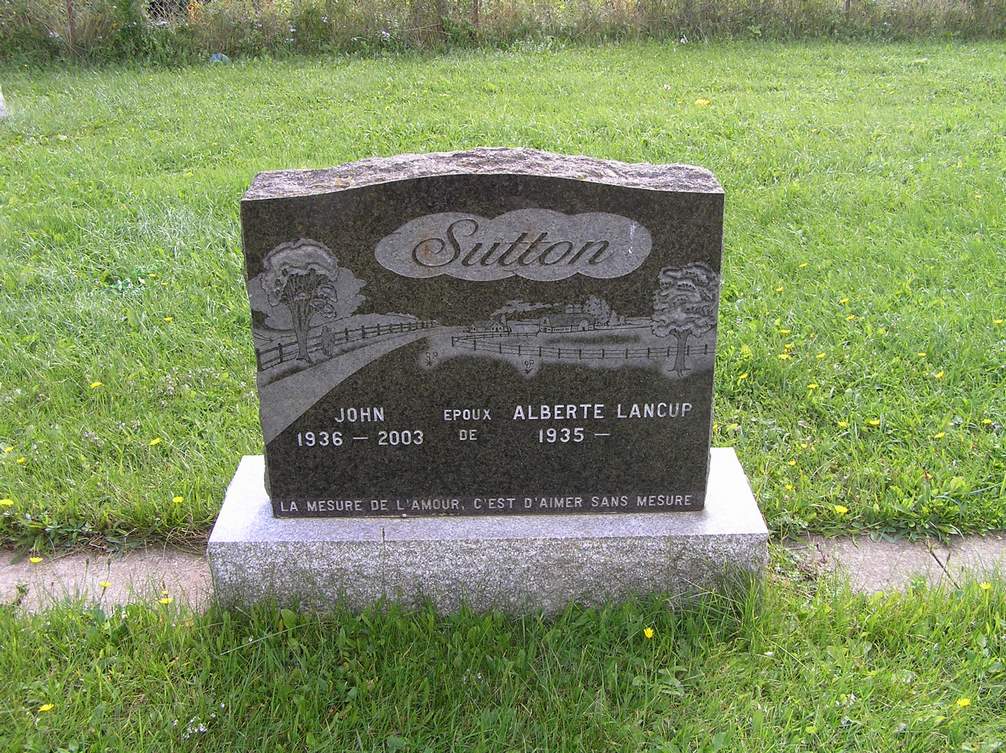 Sutton
JOHN EPOUX ALBERTE LANCUP
1936 — 2003 DE 1935 —
LA MESURE DE L'AMOUR, C'EST D'AIMER SANS MESURE